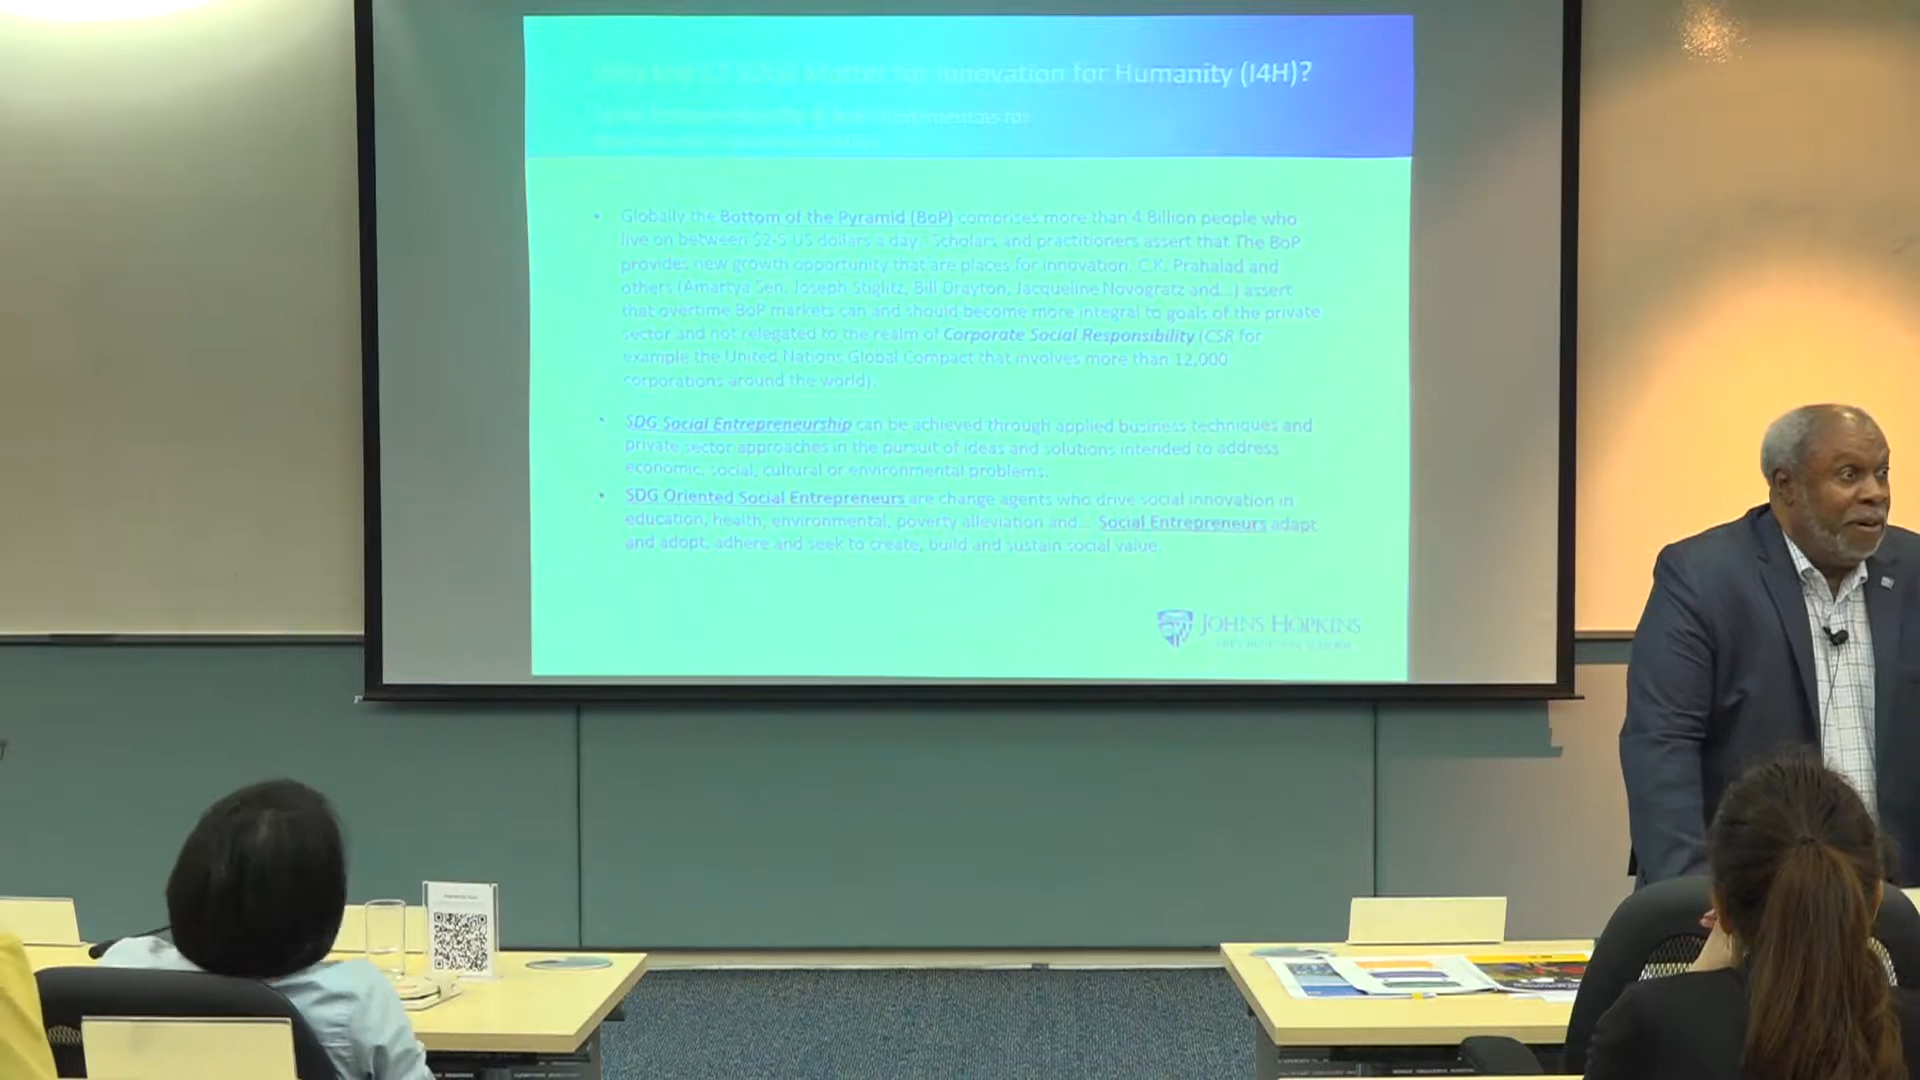 Why the 17 SDGs Matter for Innovation for Humanity (I4H)?
• Globally the Bottom of the Pyramid (BoP) comprises more than 4 Billion people who
live on between $2-5 US dollars a day. Scholars and practitioners assert that The BoP
provides new growth opportunity that are places for innovation. C.K. Prahalad and
others (Amartya Sen, Joseph Stiglitz, Bill Drayton, Jacqueline Novogratz and...) assert
that overtime BoP markets can and should become more integral to goals of the private
sector and not relegated to the realm of Corporate Social Responsibility (CSR for
example the United Nations Global Compact that involves more than 12,000
corporations around the world).
• SDG Social Entrepreneurship can be achieved through applied business techniques and
private sector approaches in the pursuit of ideas and solutions intended to address
economic, social, cultural or environmental problems.
• SDG Oriented Social Entrepreneurs are change agents who drive social innovation in
education, health, environmental, poverty alleviation and... Social Entrepreneurs adapt
and adopt, adhere and seek to create, build and sustain social value.
JOHNS HOPKINS